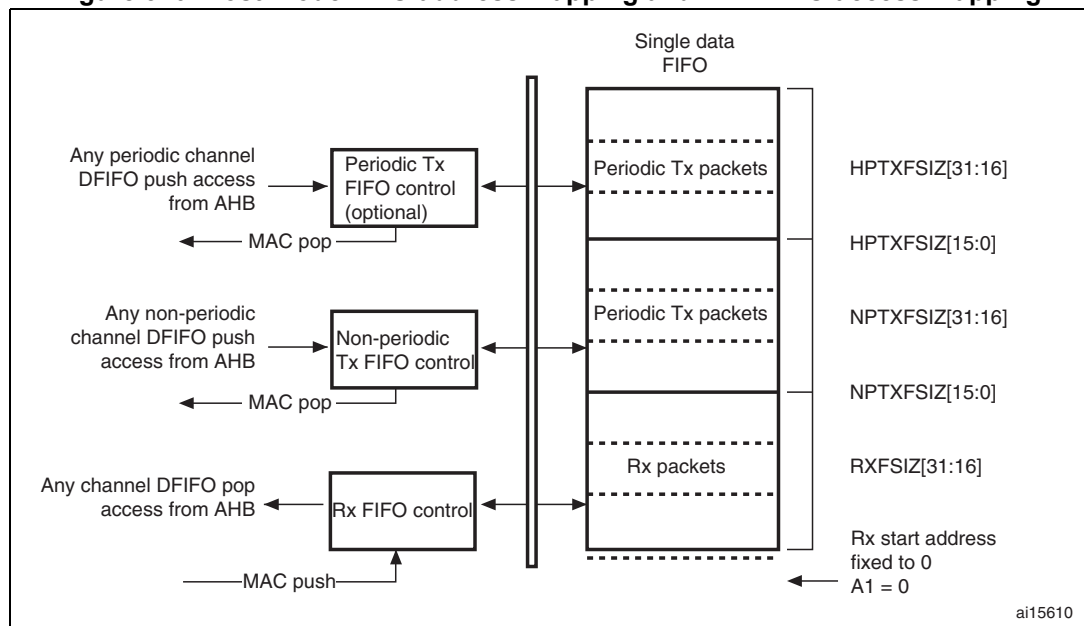 Single data
FIFO
Any periodic channel
DFIFO push access
from AHB
Periodic Tx
FIFO control
(optional)
MAC pop
Periodic Tx packets
HPTXFSIZ[31:16]
HPTXFSIZ[15:0]
Any non-periodic
channel DFIFO push
access from AHB
Non-periodic
Tx FIFO control
MAC pop
Periodic Tx packets
NPTXFSIZ[31:16]
NPTXFSIZ[15:0]
Any channel DFIFO pop
access from AHB
Rx FIFO control
MAC push
Rx packets
RXFSIZ[31:16]
Rx start address
fixed to 0
A1 = 0
ai15610